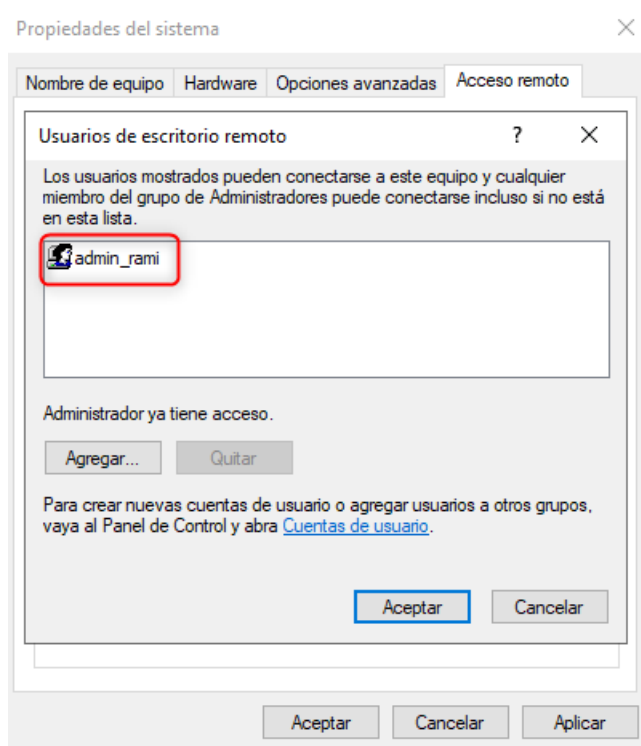 Propiedades del sistema
Nombre de equipo Hardware Opciones avanzadas Acceso remoto
Usuarios de escritorio remoto ?
Los usuarios mostrados pueden conectarse a este equipo y cualquier
miembro del grupo de Administradores puede conectarse incluso si no está
en esta lista.
admin_rami
Administrador ya tiene acceso.
Agregar... Quitar
Para crear nuevas cuentas de usuario o agregar usuarios a otros grupos,
vaya al Panel de Control y abra Cuentas de usuario.
Aceptar Cancelar
Aceptar Cancelar Aplicar